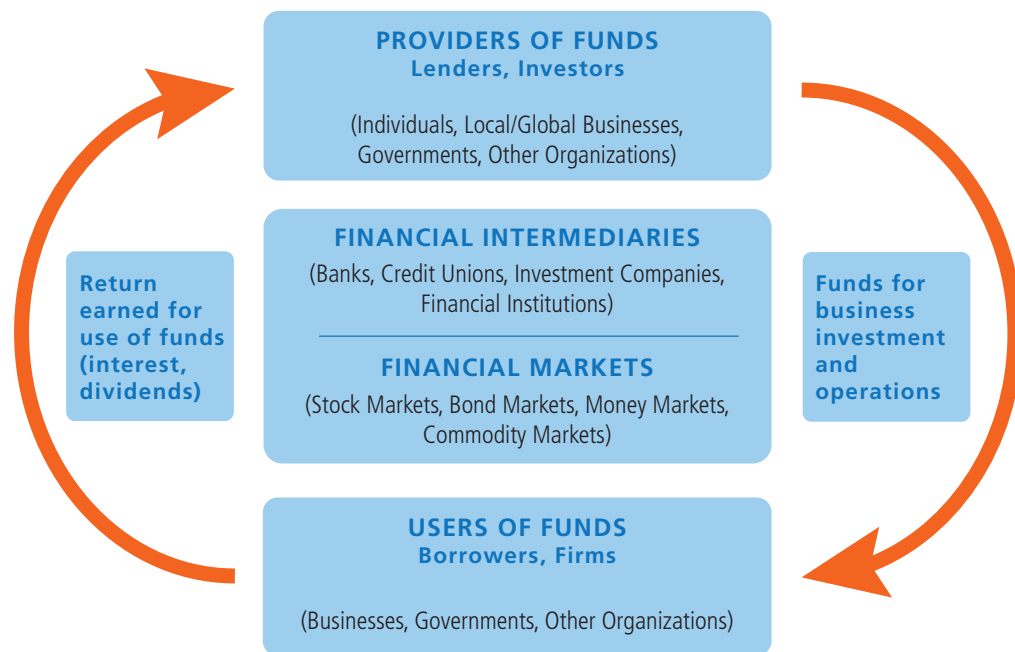 PROVIDERS OF FUNDS
Lenders, Investors
(Individuals, Local/Global Businesses,
Governments, Other Organizations)
FINANCIAL INTERMEDIARIES
(Banks, Credit Unions, Investment Companies,
Financial Institutions)
FINANCIAL MARKETS
(Stock Markets, Bond Markets, Money Markets,
Commodity Markets)
Return
earned for
use of funds
(interest,
dividends)
Funds for
business
investment
and
operations
USERS OF FUNDS
Borrowers, Firms
(Businesses, Governments, Other Organizations)